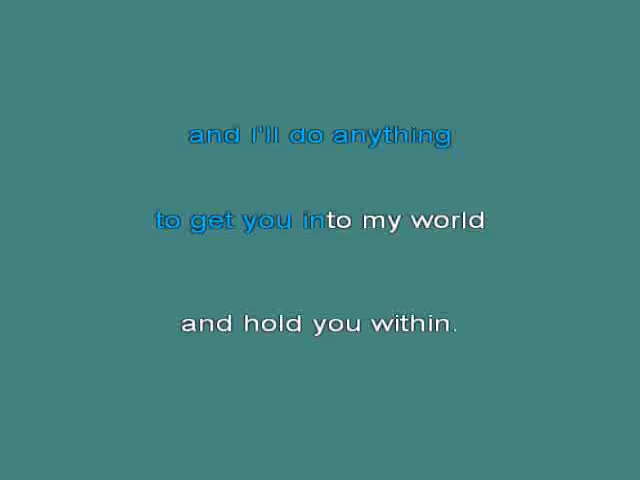 and I'll do anything
to get you into my world
and hold you within.